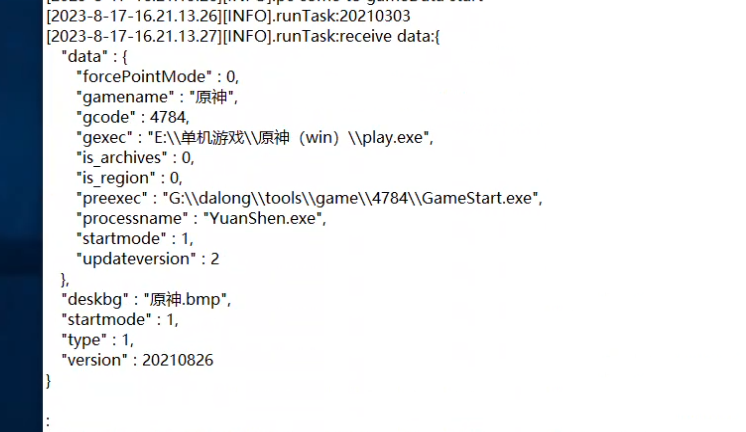 [2023-8-17-16.21.13.26][INFO].runTask:20210303
[2023-8-17-16.21.13.27][INFO].runTask:receive data:{
"data" : {
"forcePointMode" : 0,
"gamename" : "原神",
"gcode" : 4784,
"gexec" : "E:\\单机游戏\\原神（win）\\play.exe",
"is_archives" : 0,
"is_region" : 0,
"preexec" : "G:\\dalong\\tools\\game\\4784\\GameStart.exe",
"processname" : "YuanShen.exe",
"startmode" : 1,
"updateversion" : 2
},
"deskbg" : "原神.bmp",
"startmode" : 1,
"type" : 1,
"version" : 20210826
}
: